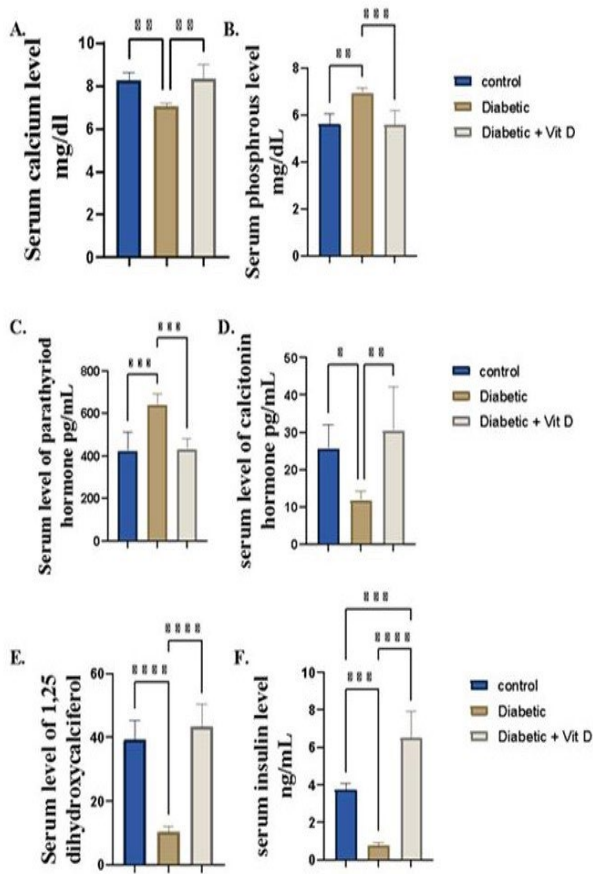 A.
Serum calcium level
mg/dl
10
8
6
4
2
0
B.
Serum phosphrous level
mg/dL
8
6
4
2
0
control
Diabetic
Diabetic + Vit D
C.
Serum level of parathyriod
hormone pg/mL
800
600
400
200
0
D.
serum level of calcitonin
hormone pg/mL
50
40
30
20
10
0
control
Diabetic
Diabetic + Vit D
E.
Serum level of 1,25
dihydroxycalciferol
60
40
20
0
F.
serum insulin level
ng/mL
10
8
6
4
2
0
control
Diabetic
Diabetic + Vit D